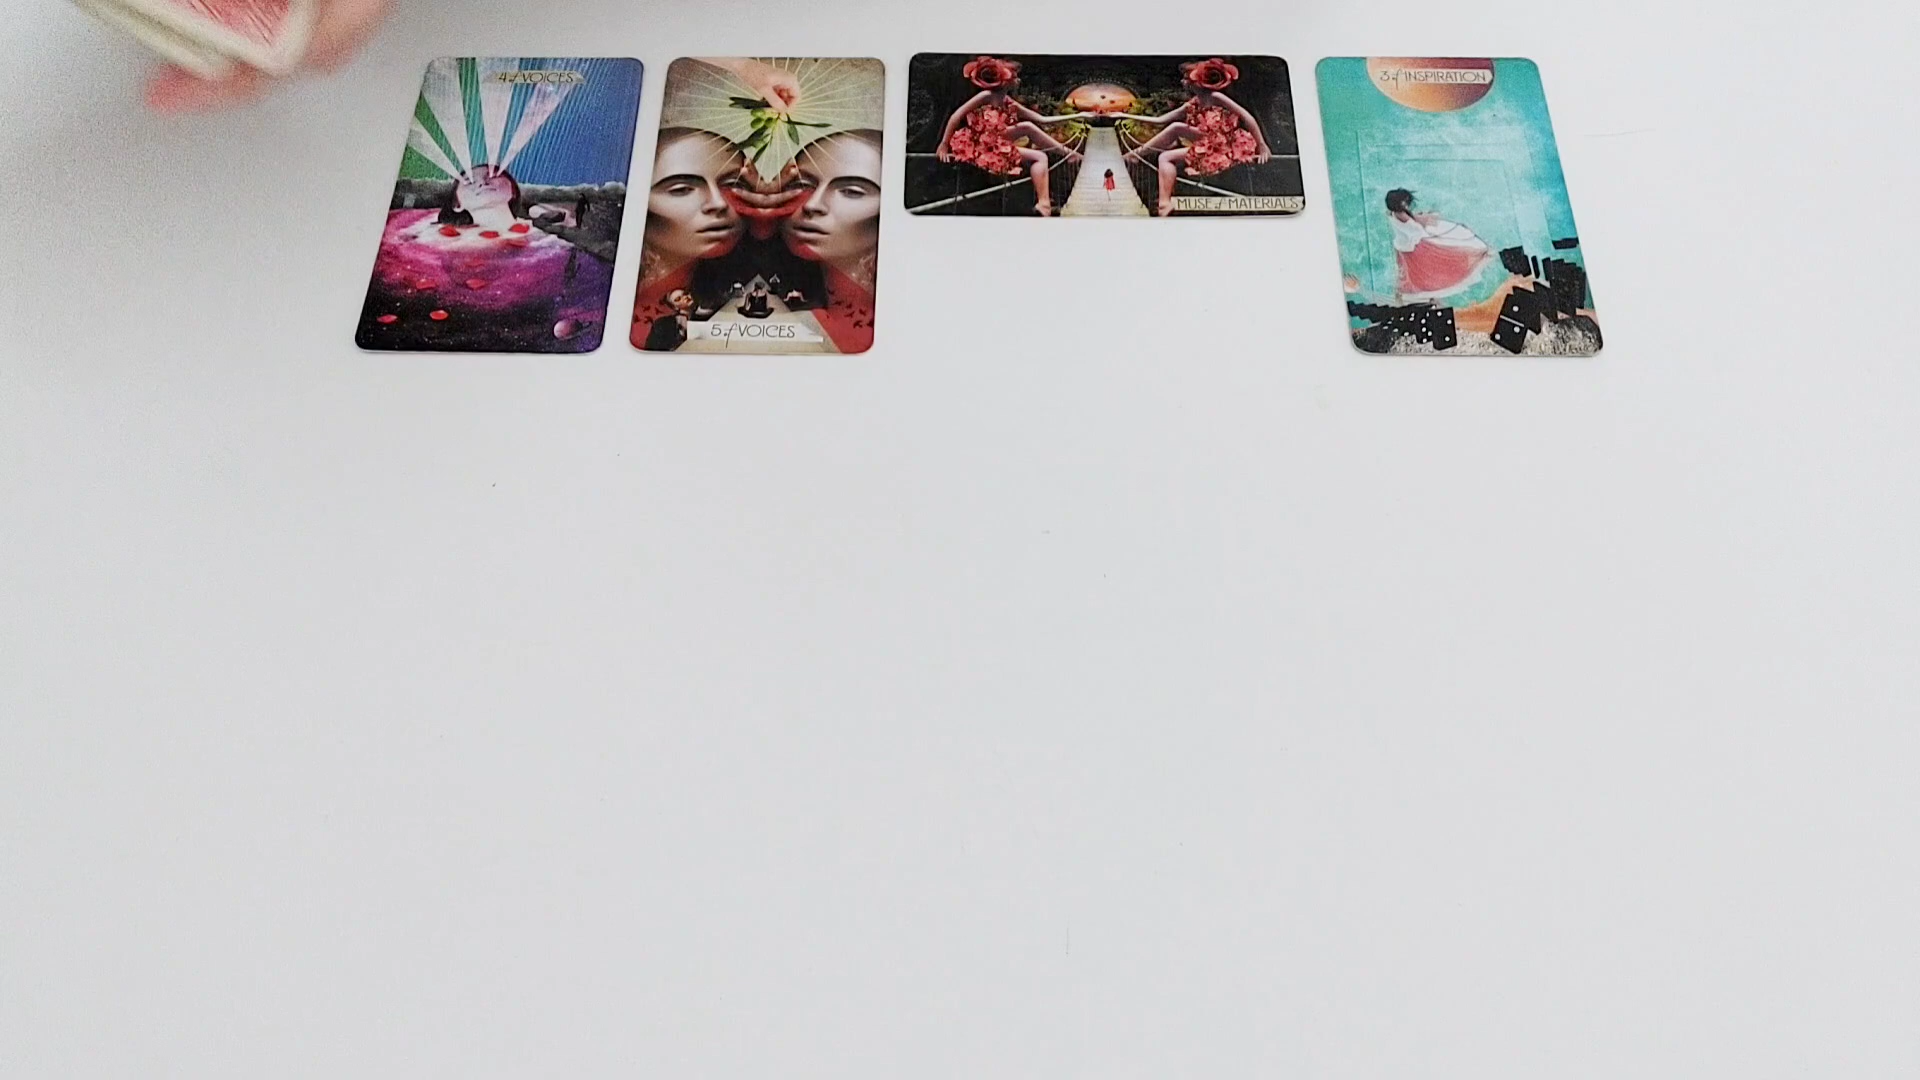 4 of VOICES
5 of VOICES
MUSE of MATERIALS
3 of INSPIRATION